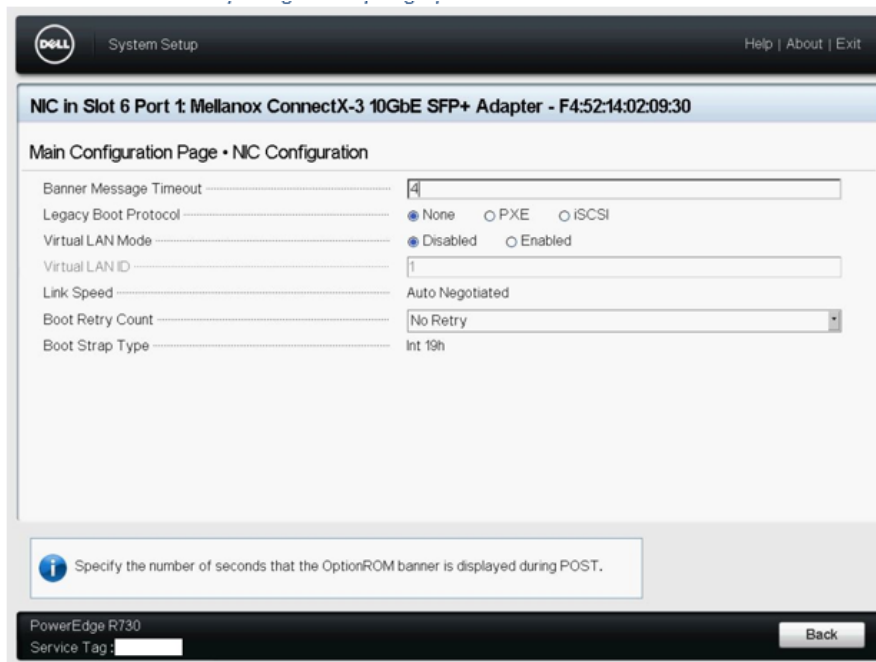 DELL
System Setup
Help | About | Exit
NIC in Slot 6 Port 1: Mellanox ConnectX-3 10GbE SFP+ Adapter - F4:52:14:02:09:30
Main Configuration Page • NIC Configuration
Banner Message Timeout 4
Legacy Boot Protocol None PXE iSCSI
Virtual LAN Mode Disabled Enabled
Virtual LAN ID 1
Link Speed Auto Negotiated
Boot Retry Count No Retry
Boot Strap Type Int 19h
Specify the number of seconds that the OptionROM banner is displayed during POST.
PowerEdge R730
Service Tag:
Back